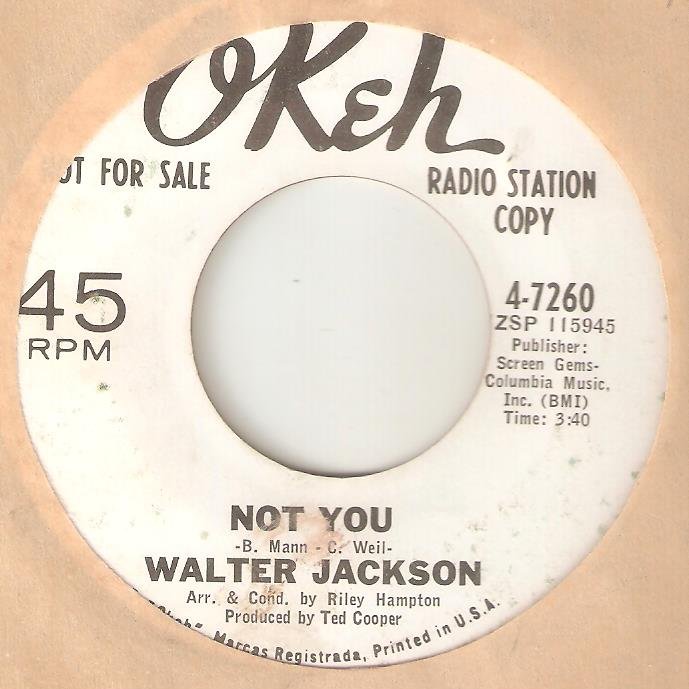 OKeh
NOT FOR SALE
RADIO STATION
COPY
45
RPM
4-7260
ZSP 115945
Publisher:
Screen Gems-
Columbia Music,
Inc. (BMI)
Time: 3:40
NOT YOU
-B. Mann - C. Weil-
WALTER JACKSON
Arr. & Cond. by Riley Hampton
Produced by Ted Cooper
"Okeh" Marcas Registrada, Printed in U.S.A.